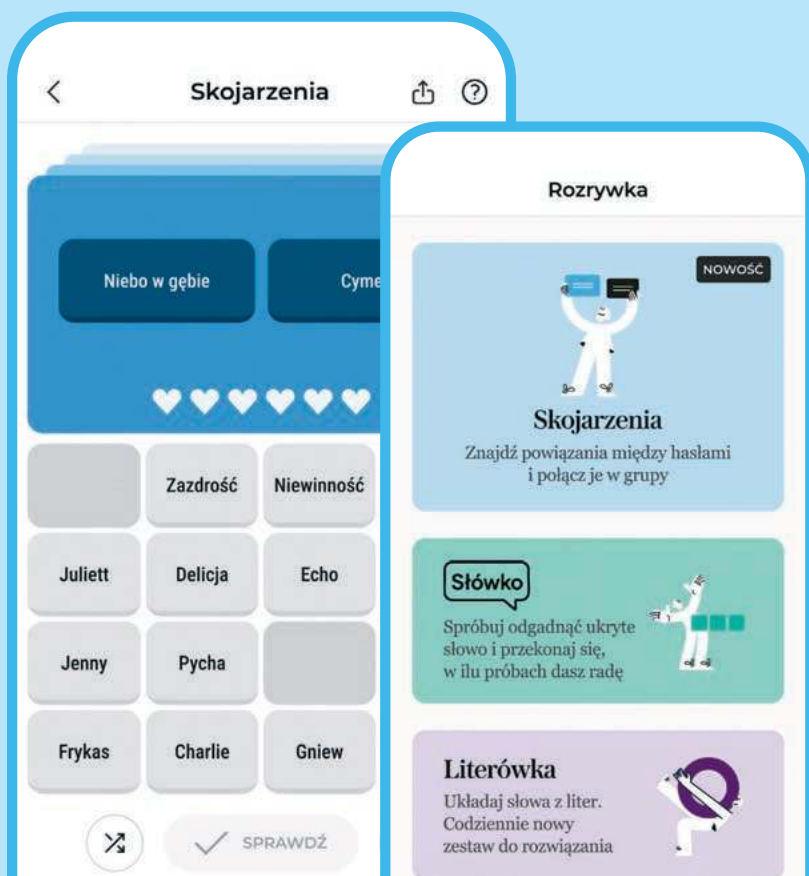 Skojarzenia
Niebo w gębie
Zazdrość Niewinność
Juliett Delicja Echo
Jenny Pycha
Frykas Charlie Gniew
SPRAWDŹ
Rozrywka
NOWOŚĆ
Skojarzenia
Znajdź powiązania między hasłami
i połącz je w grupy
Słówko
Spróbuj odgadnąć ukryte
słowo i przekonaj się,
w ilu próbach dasz radę
Literówka
Układaj słowa z liter.
Codziennie nowy
zestaw do rozwiązania